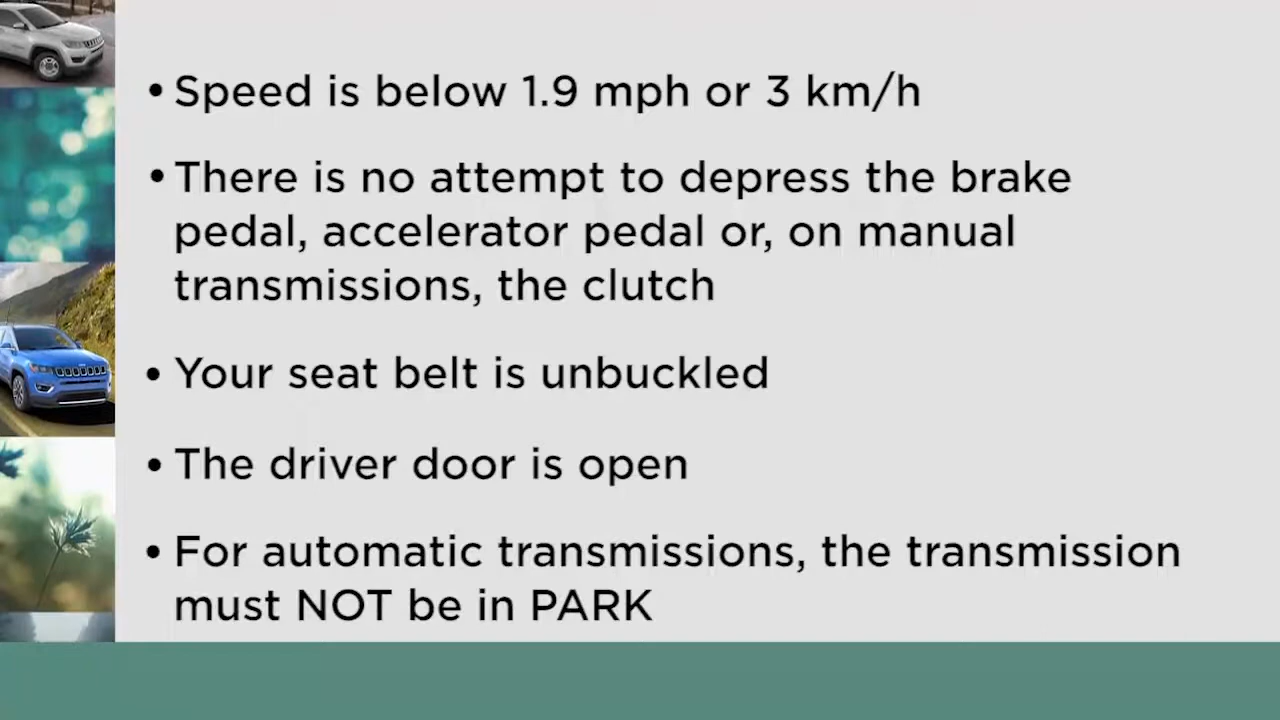 • Speed is below 1.9 mph or 3 km/h
• There is no attempt to depress the brake
pedal, accelerator pedal or, on manual
transmissions, the clutch
• Your seat belt is unbuckled
• The driver door is open
• For automatic transmissions, the transmission
must NOT be in PARK